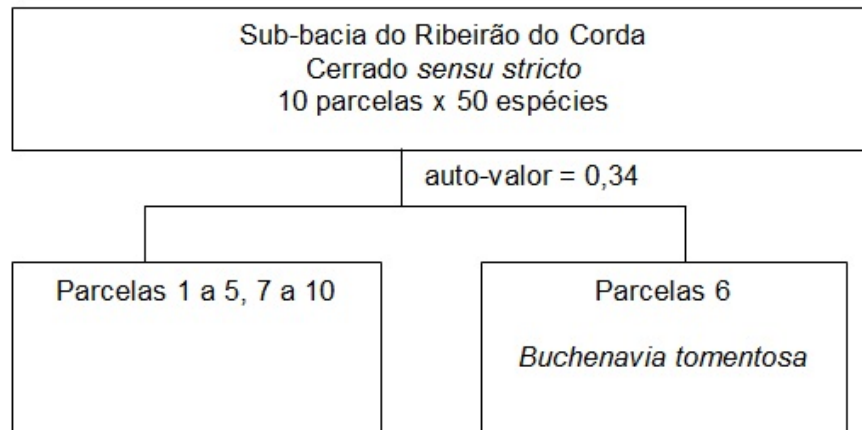 Sub-bacia do Ribeirão do Corda
Cerrado sensu stricto
10 parcelas x 50 espécies
auto-valor = 0,34
Parcelas 1 a 5, 7 a 10
Parcelas 6
Buchenavia tomentosa